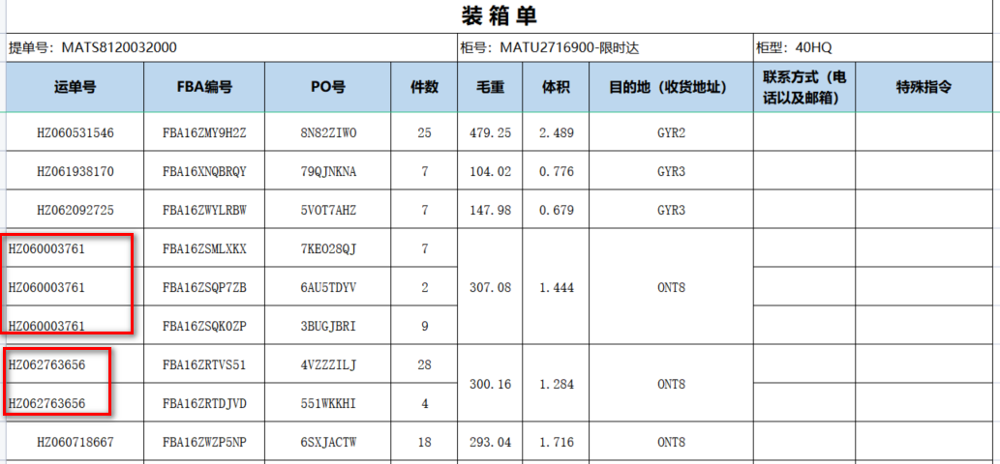 装箱单
提单号：MATS8120032000 柜号：MATU2716900-限时达 柜型：40HQ
运单号 FBA编号 PO号 件数 毛重 体积 目的地（收货地址） 联系方式（电话以及邮箱） 特殊指令
HZ060531546 FBA16ZMY9H2Z 8N82ZIWO 25 479.25 2.489 GYR2
HZ061938170 FBA16XNQBRQY 79QJNKNA 7 104.02 0.776 GYR3
HZ062092725 FBA16ZWYLRBW 5VOT7AHZ 7 147.98 0.679 GYR3
HZ060003761 FBA16ZSMLXKX 7KEO28QJ 7
HZ060003761 FBA16ZSQP7ZB 6AU5TDYV 2 307.08 1.444 ONT8
HZ060003761 FBA16ZSQK0ZP 3BUGJBRI 9
HZ062763656 FBA16ZRTVS51 4VZZZILJ 28 300.16 1.284 ONT8
HZ062763656 FBA16ZRTDJVD 551WKKHI 4
HZ060718667 FBA16ZWZP5NP 6SXJACTW 18 293.04 1.716 ONT8